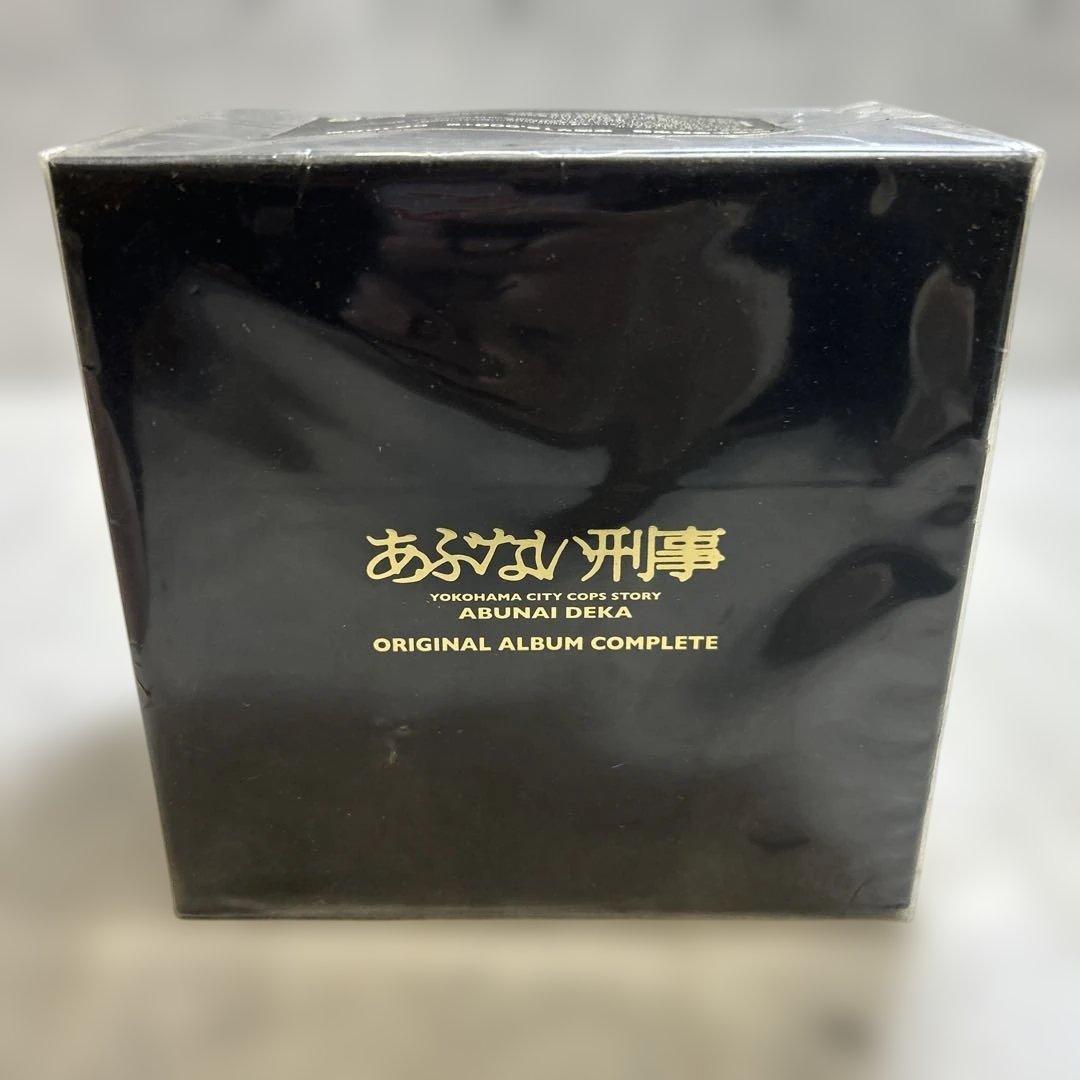 あぶない刑事
YOKOHAMA CITY COPS STORY
ABUNAI DEKA
ORIGINAL ALBUM COMPLETE